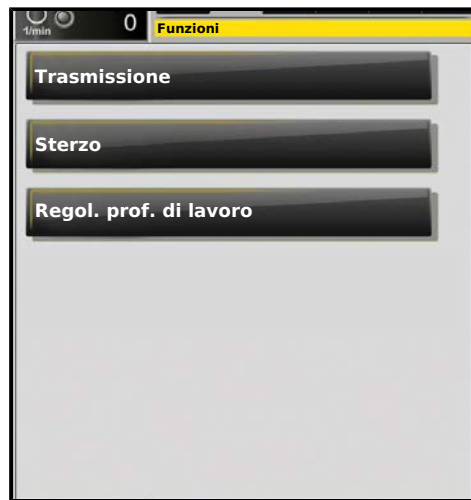 1/min
0
Funzioni
Trasmissione
Sterzo
Regol. prof. di lavoro